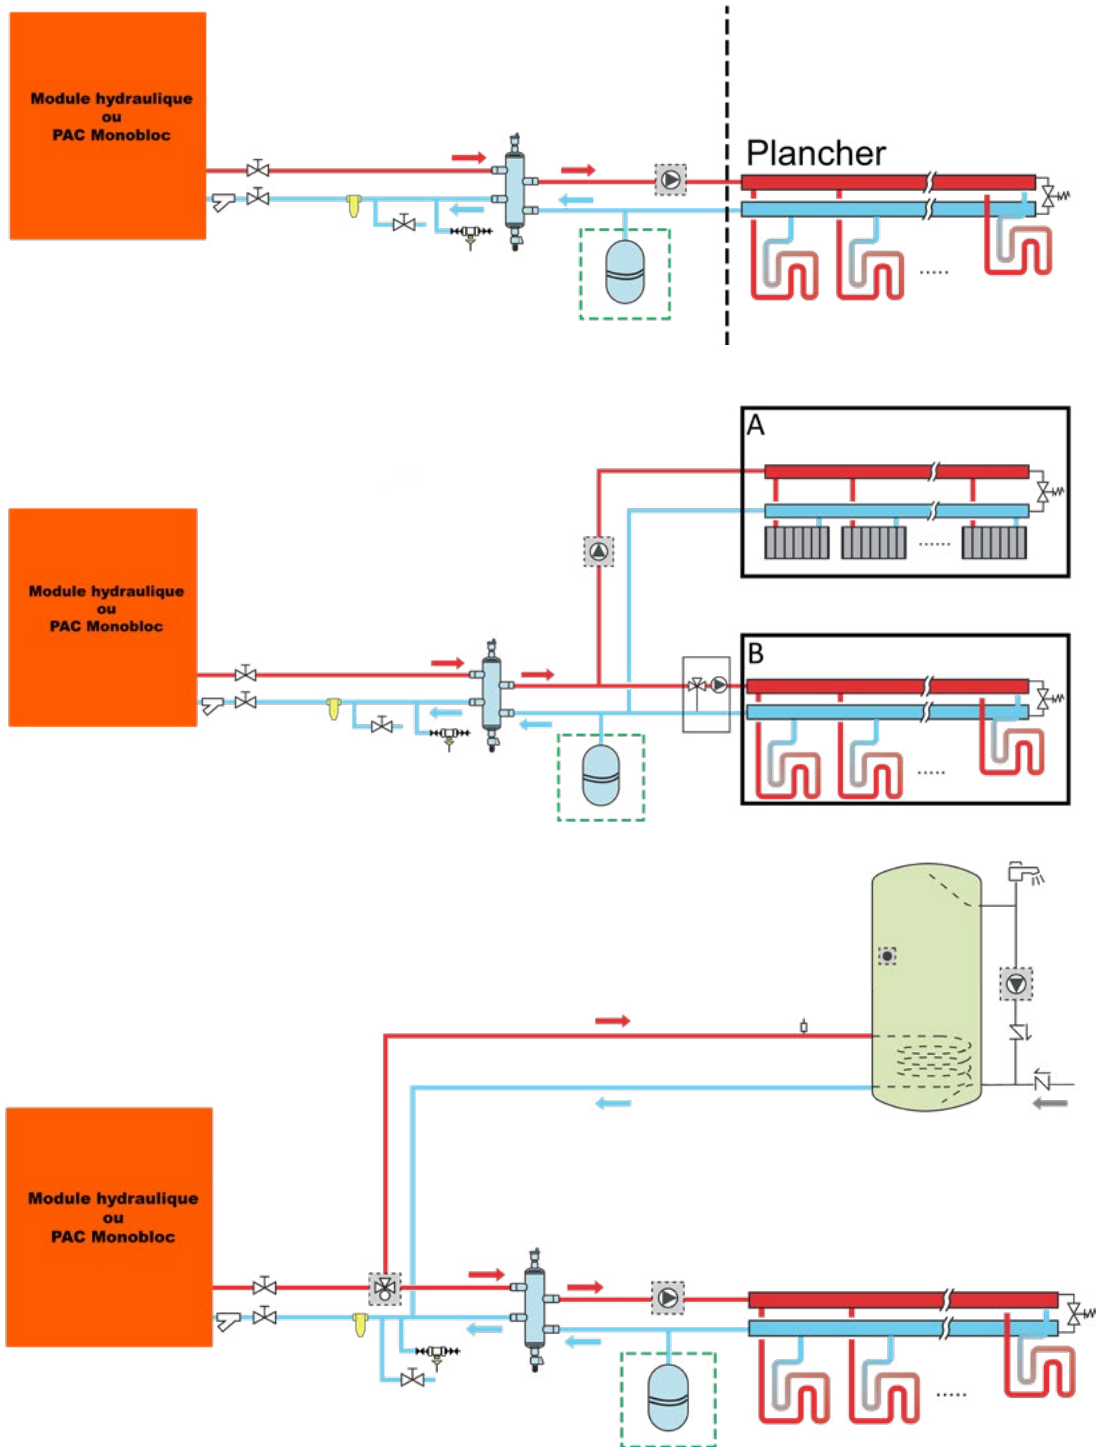 Module hydraulique
ou
PAC Monobloc
Plancher
.....
A
......
Module hydraulique
ou
PAC Monobloc
B
.....
Module hydraulique
ou
PAC Monobloc
.....